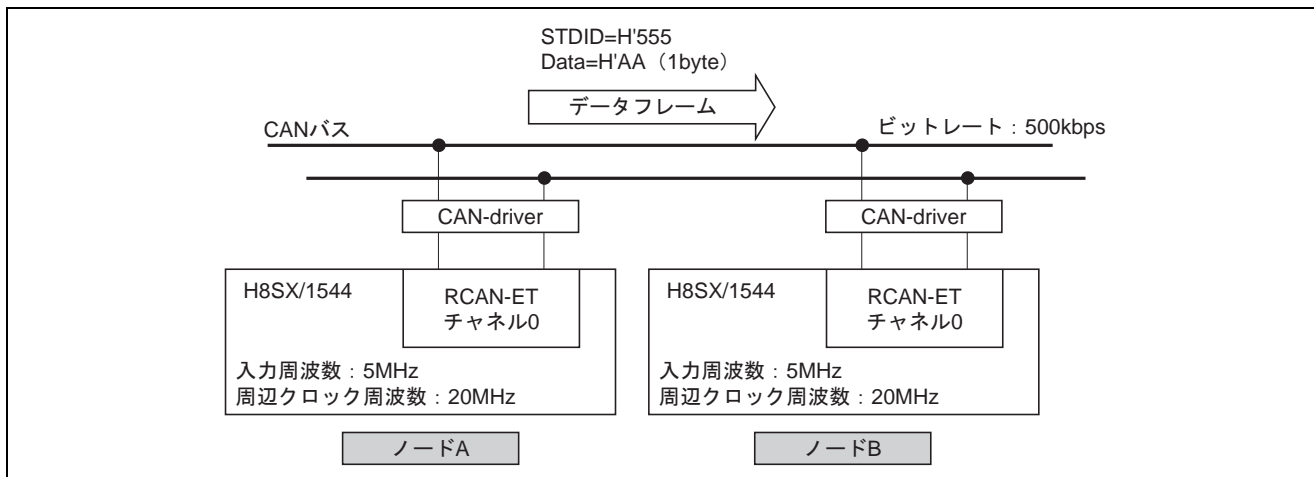 STDID=H'555
Data=H'AA（1byte）
データフレーム
CANバス
ビットレート：500kbps
CAN-driver
CAN-driver
H8SX/1544
RCAN-ET
チャネル0
入力周波数：5MHz
周辺クロック周波数：20MHz
H8SX/1544
RCAN-ET
チャネル0
入力周波数：5MHz
周辺クロック周波数：20MHz
ノードA
ノードB